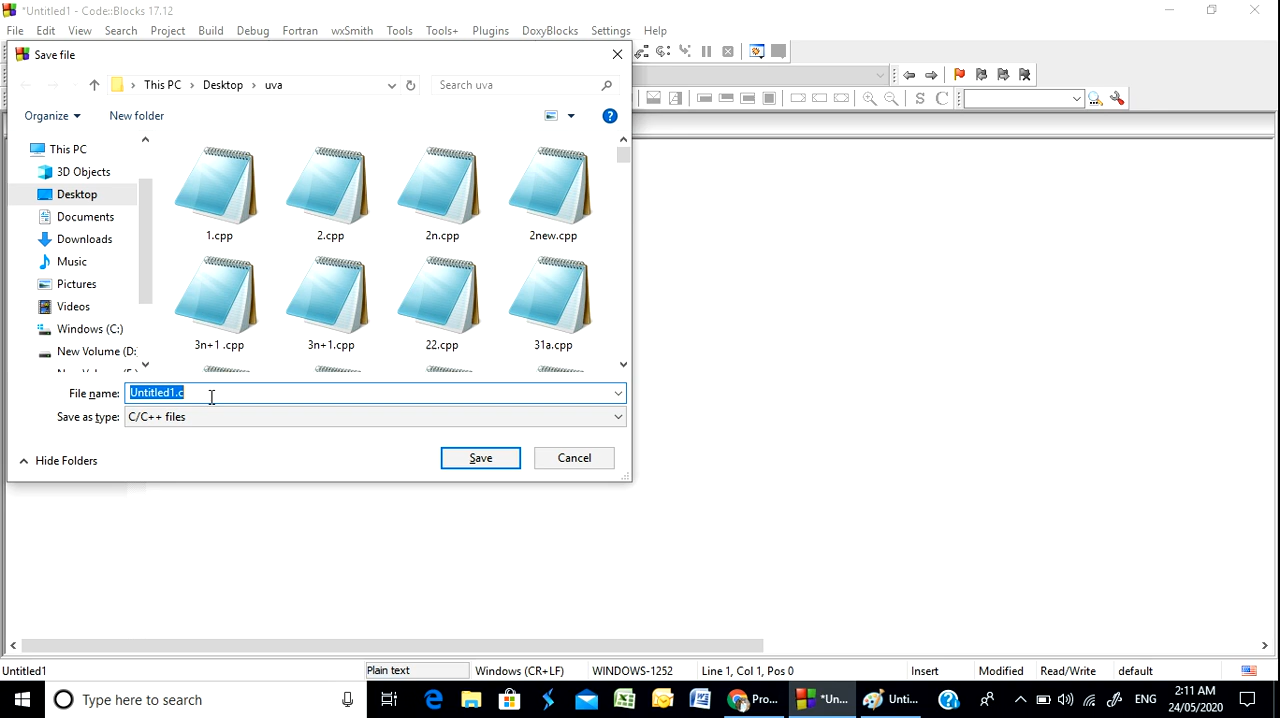 *Untitled1 - Code::Blocks 17.12
File Edit View Search Project Build Debug Fortran wxSmith Tools Tools+ Plugins DoxyBlocks Settings Help
Save file
This PC > Desktop > uva
Search uva
Organize
New folder
This PC
3D Objects
Desktop
Documents
Downloads
Music
Pictures
Videos
Windows (C:)
New Volume (D:
1.cpp 2.cpp 2n.cpp 2new.cpp
3n+1 .cpp 3n+1.cpp 22.cpp 31a.cpp
File name: Untitled1.c
Save as type: C/C++ files
Hide Folders
Save
Cancel
S C
Untitled1 Plain text Windows (CR+LF) WINDOWS-1252 Line 1, Col 1, Pos 0 Insert Modified Read/Write default
Type here to search
Pro...
*Un...
Unti...
ENG
2:11 AM
24/05/2020